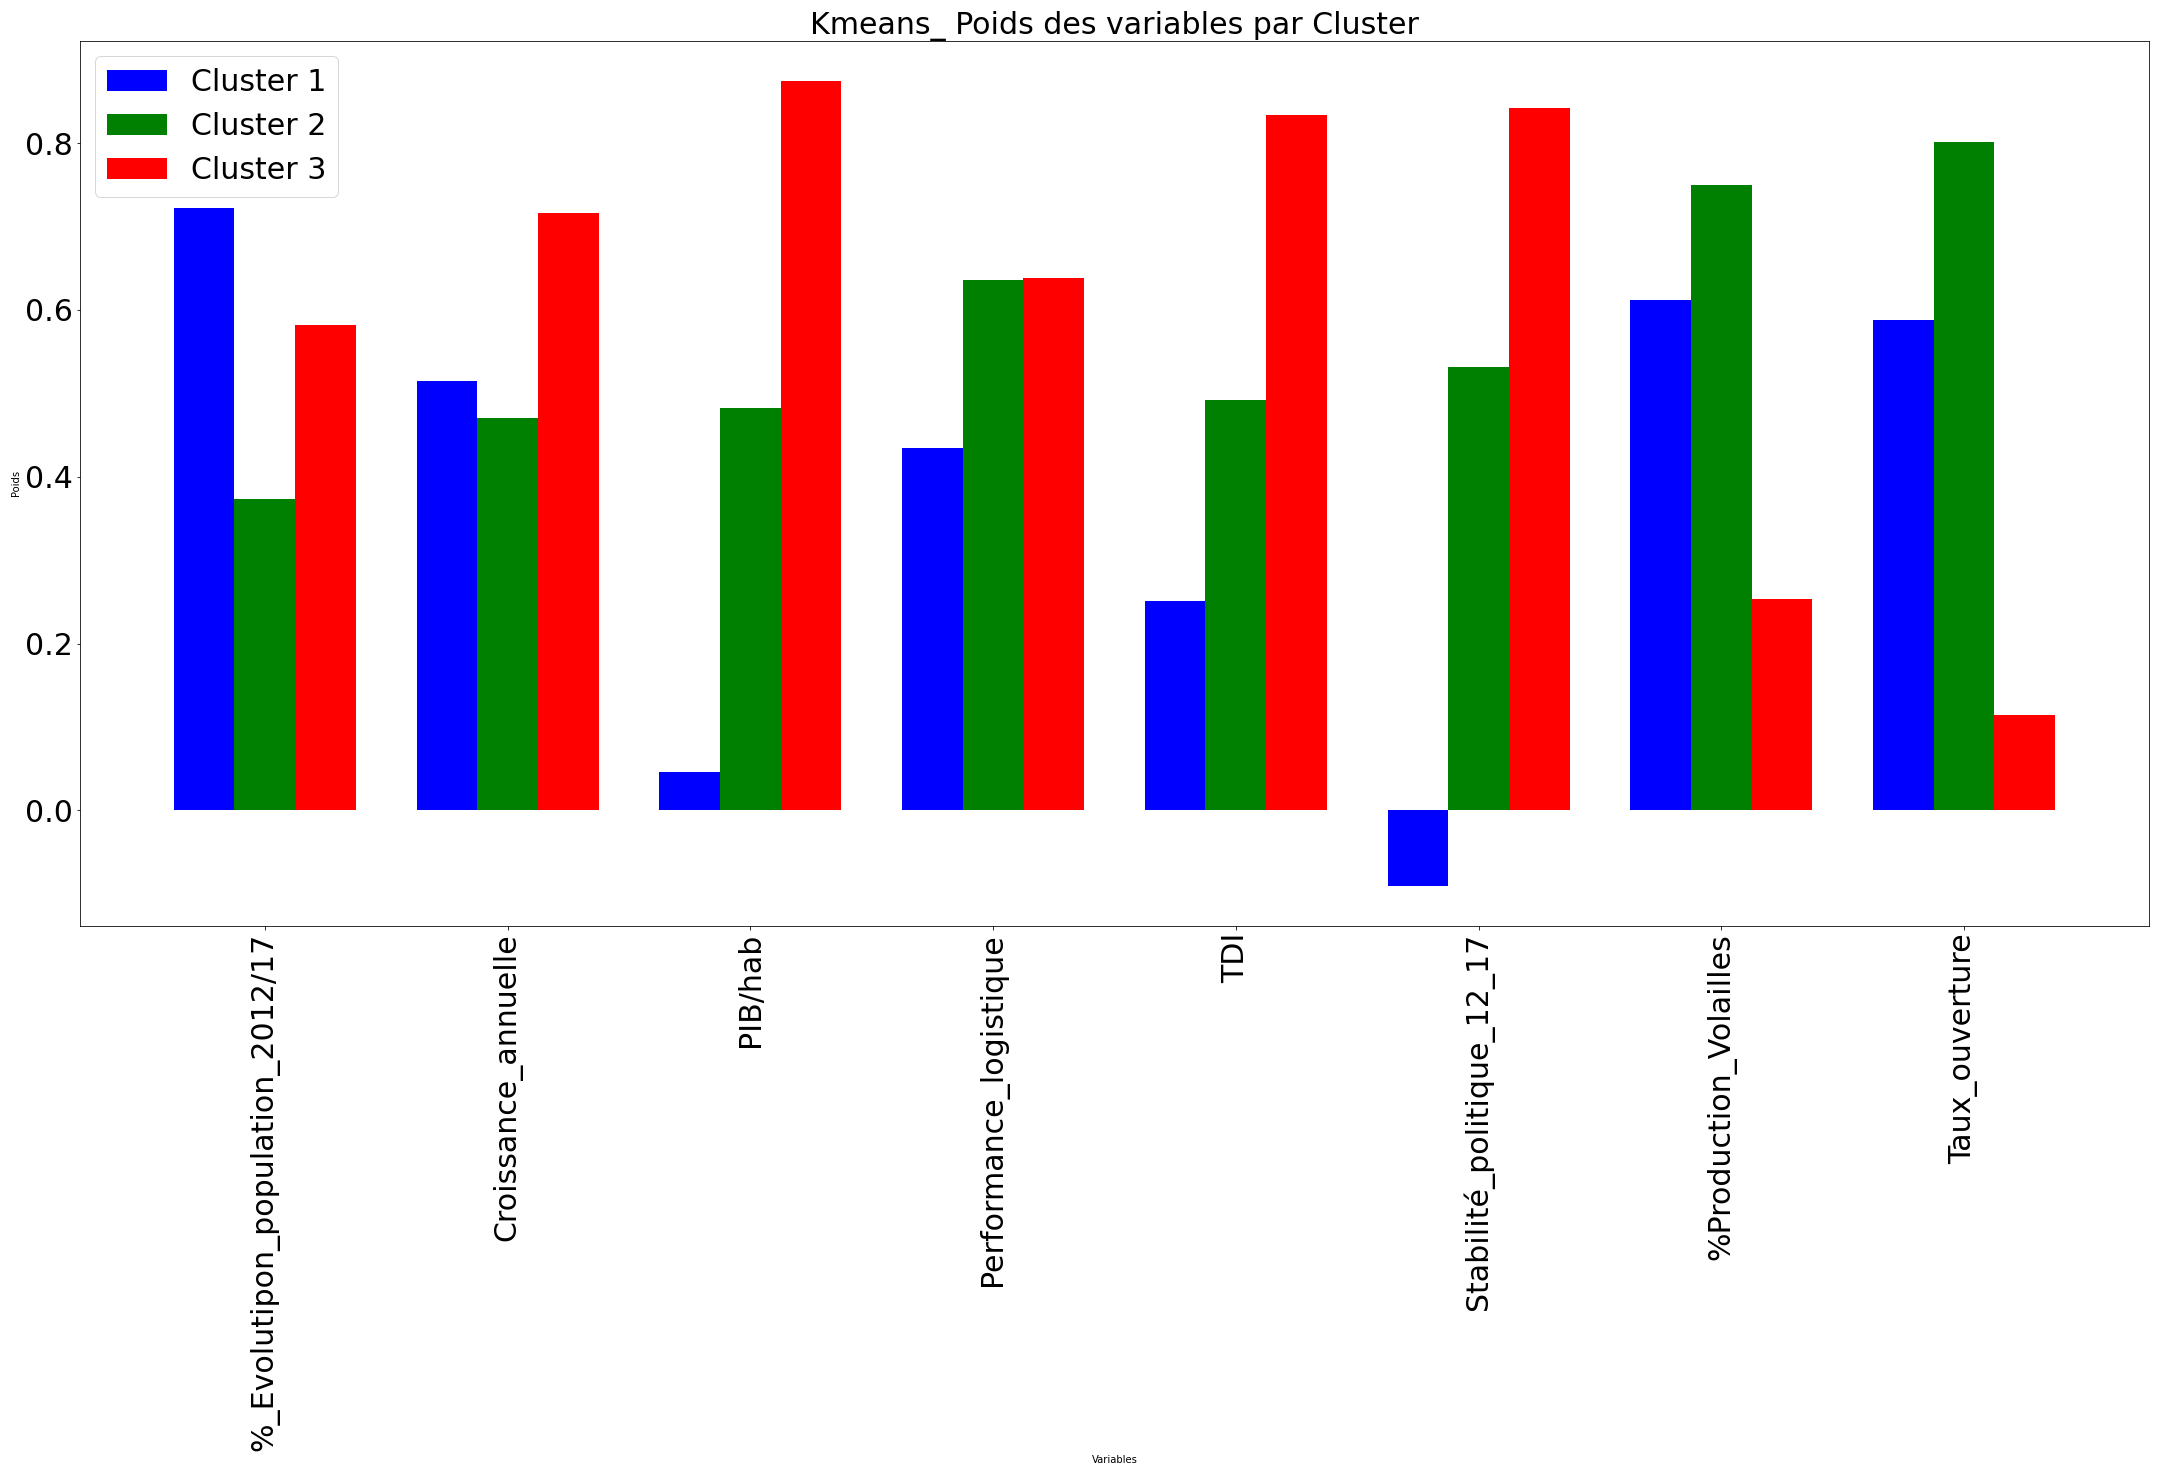 Kmeans_ Poids des variables par Cluster
Cluster 1
Cluster 2
Cluster 3
Poids
0.8
0.6
0.4
0.2
0.0
%_Evolutipon_population_2012/17
Croissance_annuelle
PIB/hab
Performance_logistique
TDI
Stabilité_politique_12_17
%Production_Volailles
Taux_ouverture
Variables